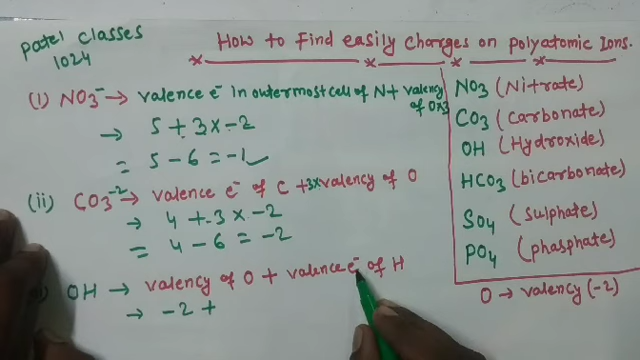 Patel Classes
1024
How to Find easily Charges on Polyatomic Ions.
(i) NO3⁻ → valence e⁻ in outermost cell of N + valency of O×3
→ 5 + 3 × -2
= 5 - 6 = -1 ✓
(ii) CO3⁻² → valence e⁻ of C + 3× valency of O
→ 4 + 3 × -2
= 4 - 6 = -2
OH → valency of O + valence e⁻ of H
→ -2 +
NO3 (Nitrate)
CO3 (Carbonate)
OH (Hydroxide)
HCO3 (bicarbonate)
SO4 (sulphate)
PO4 (phasphate)
O → valency (-2)